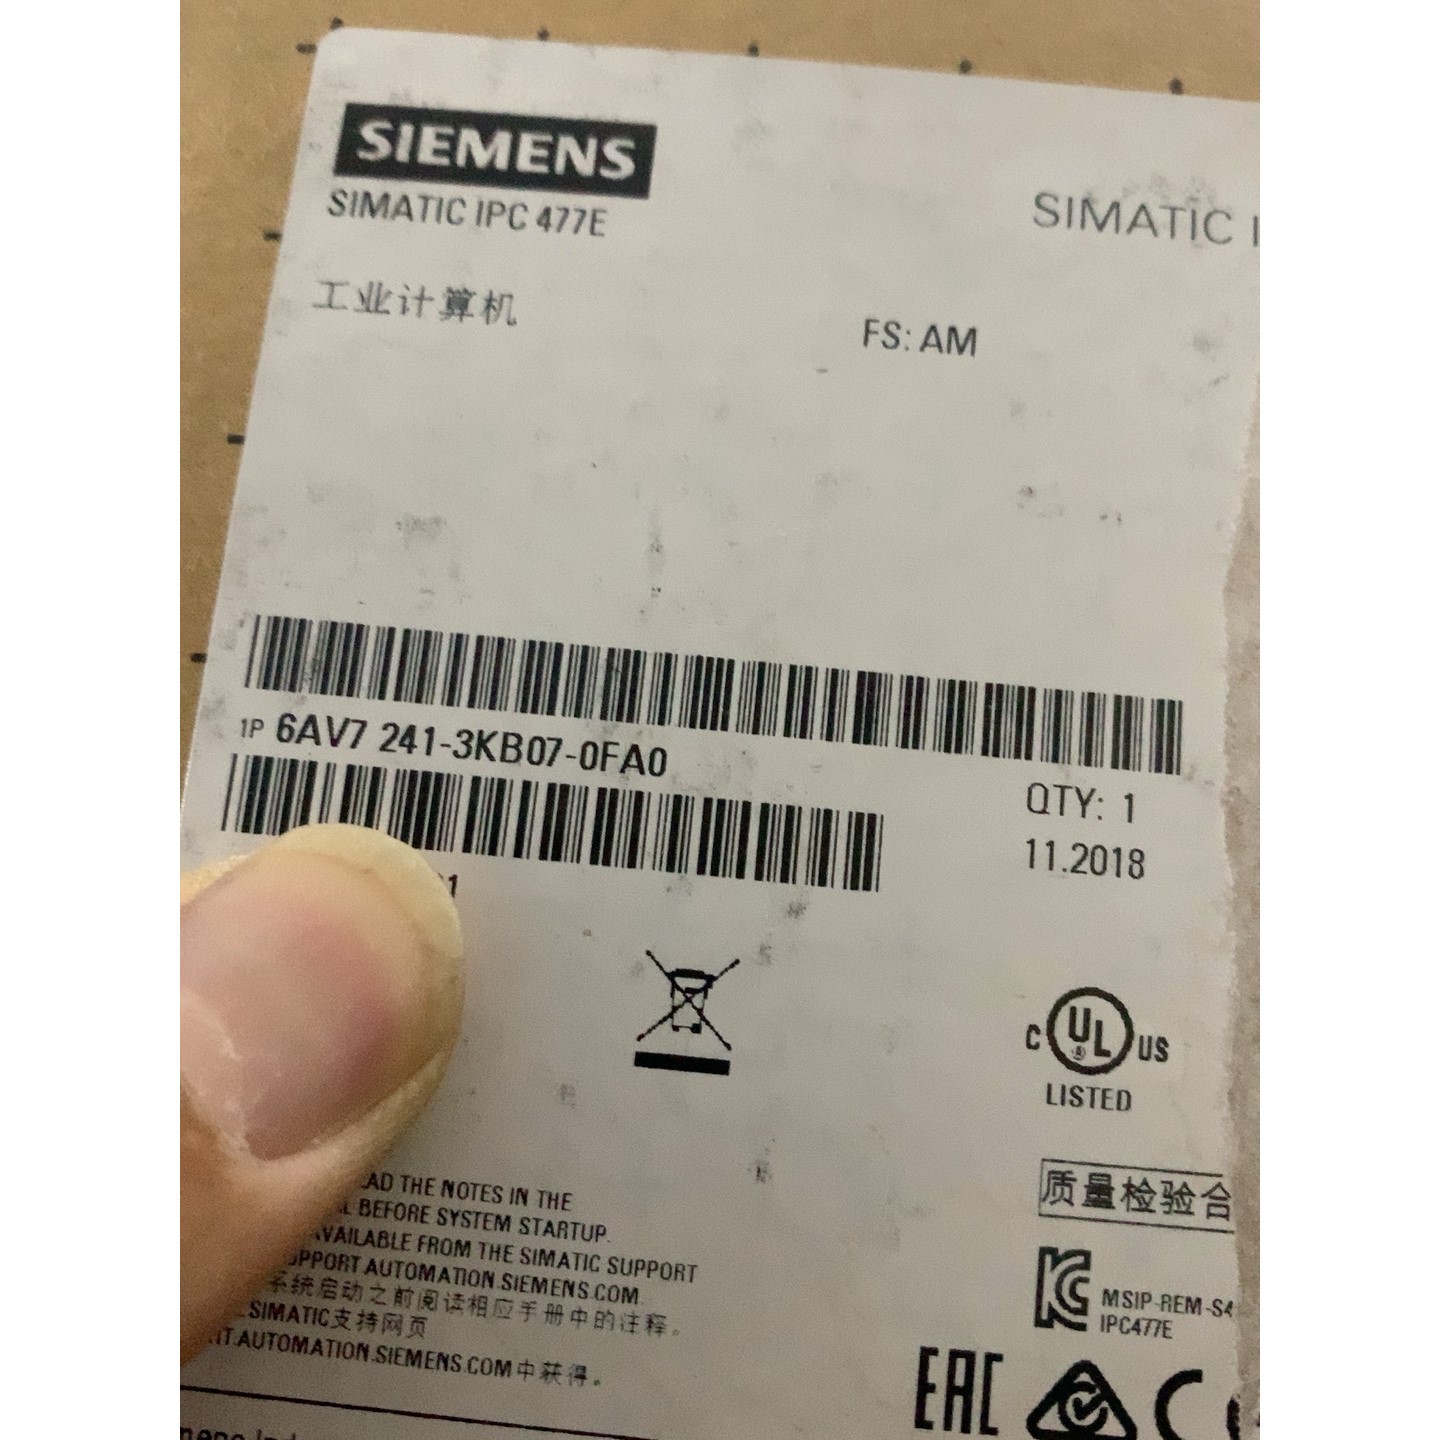 SIEMENS
SIMATIC IPC 477E
SIMATIC
工业计算机
FS: AM
1P 6AV7 241-3KB07-0FA0
QTY: 1
11.2018
C UL US
LISTED
THE NOTES IN THE
BEFORE SYSTEM STARTUP.
AVAILABLE FROM THE SIMATIC SUPPORT
SUPPORT.AUTOMATION.SIEMENS.COM.
系统启动之前阅读相应手册中的注释。
SIMATIC支持网页
AUTOMATION.SIEMENS.COM中获得。
质量检验合
MSIP-REM-S4
IPC477E
EAC